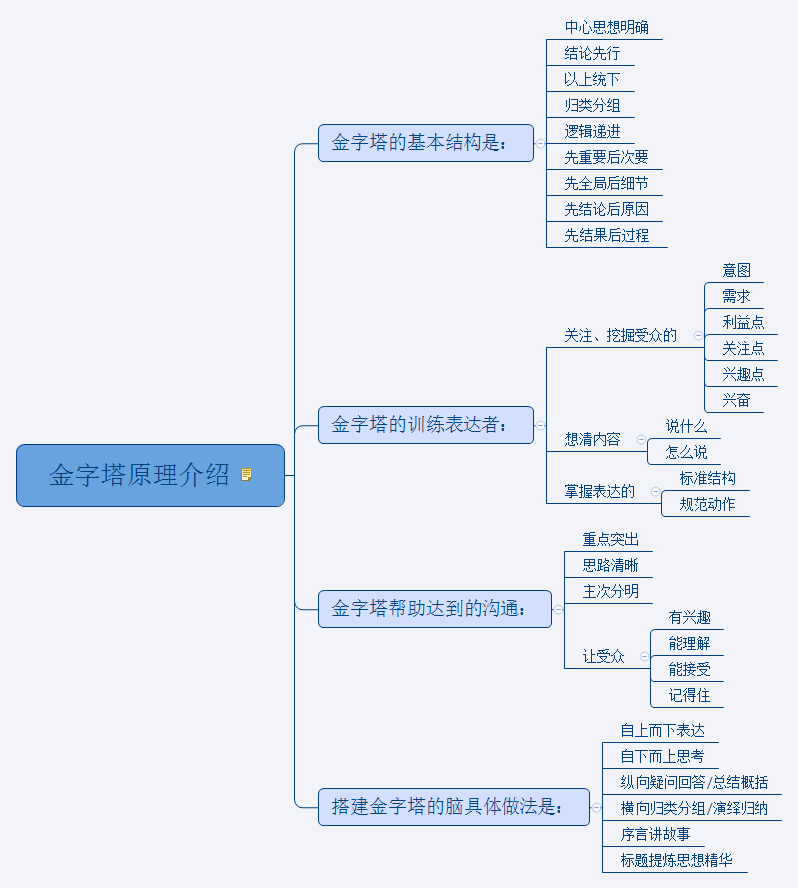 金字塔原理介绍
金字塔的基本结构是：
中心思想明确
结论先行
以上统下
归类分组
逻辑递进
先重要后次要
先全局后细节
先结论后原因
先结果后过程
金字塔的训练表达者：
关注、挖掘受众的
意图
需求
利益点
关注点
兴趣点
兴奋
想清内容
说什么
怎么说
掌握表达的
标准结构
规范动作
金字塔帮助达到的沟通：
重点突出
思路清晰
主次分明
让受众
有兴趣
能理解
能接受
记得住
搭建金字塔的脑具体做法是：
自上而下表达
自下而上思考
纵向疑问回答/总结概括
横向归类分组/演绎归纳
序言讲故事
标题提炼思想精华